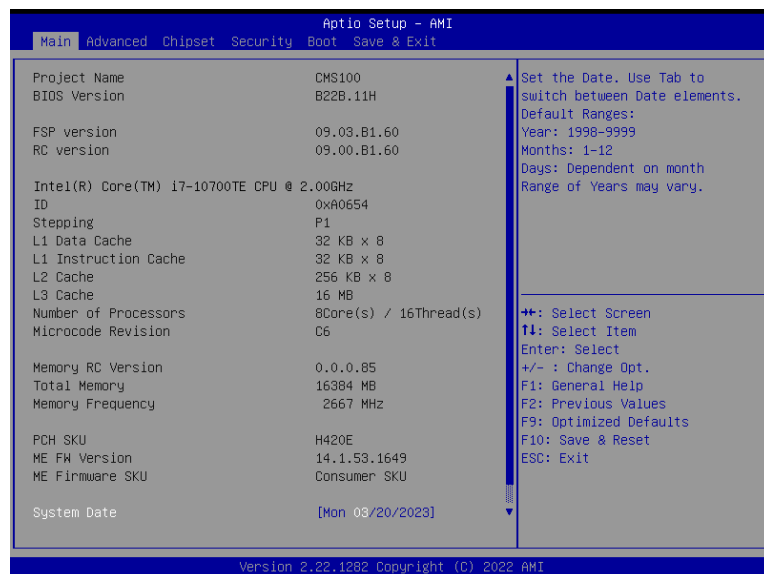 Aptio Setup – AMI
Main Advanced Chipset Security Boot Save & Exit
Project Name CMS100
BIOS Version B22B.11H
FSP version 09.03.B1.60
RC version 09.00.B1.60
Intel(R) Core(TM) i7-10700TE CPU @ 2.00GHz
ID 0xA0654
Stepping P1
L1 Data Cache 32 KB x 8
L1 Instruction Cache 32 KB x 8
L2 Cache 256 KB x 8
L3 Cache 16 MB
Number of Processors 8Core(s) / 16Thread(s)
Microcode Revision C6
Memory RC Version 0.0.0.85
Total Memory 16384 MB
Memory Frequency 2667 MHz
PCH SKU H420E
ME FW Version 14.1.53.1649
ME Firmware SKU Consumer SKU
System Date [Mon 03/20/2023]
Set the Date. Use Tab to
switch between Date elements.
Default Ranges:
Year: 1998-9999
Months: 1-12
Days: Dependent on month
Range of Years may vary.
→←: Select Screen
↑↓: Select Item
Enter: Select
+/- : Change Opt.
F1: General Help
F2: Previous Values
F9: Optimized Defaults
F10: Save & Reset
ESC: Exit
Version 2.22.1282 Copyright (C) 2022 AMI